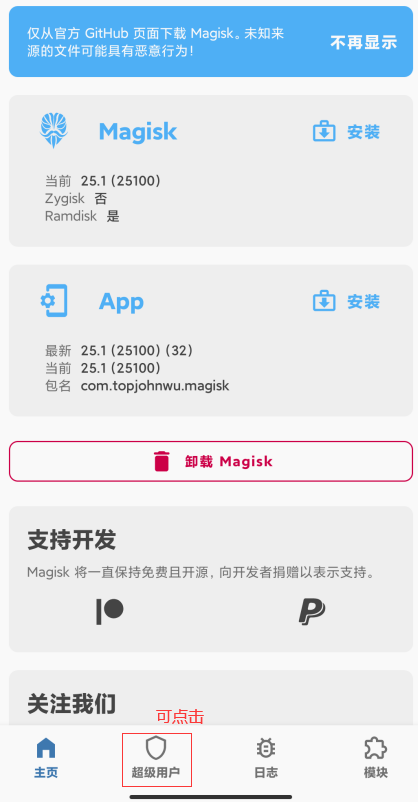 仅从官方 GitHub 页面下载 Magisk。未知来
源的文件可能具有恶意行为！
不再显示
Magisk
安装
当前 25.1 (25100)
Zygisk 否
Ramdisk 是
App
安装
最新 25.1 (25100) (32)
当前 25.1 (25100)
包名 com.topjohnwu.magisk
卸载 Magisk
支持开发
Magisk 将一直保持免费且开源，向开发者捐赠以表示支持。
关注我们
可点击
主页
超级用户
日志
模块